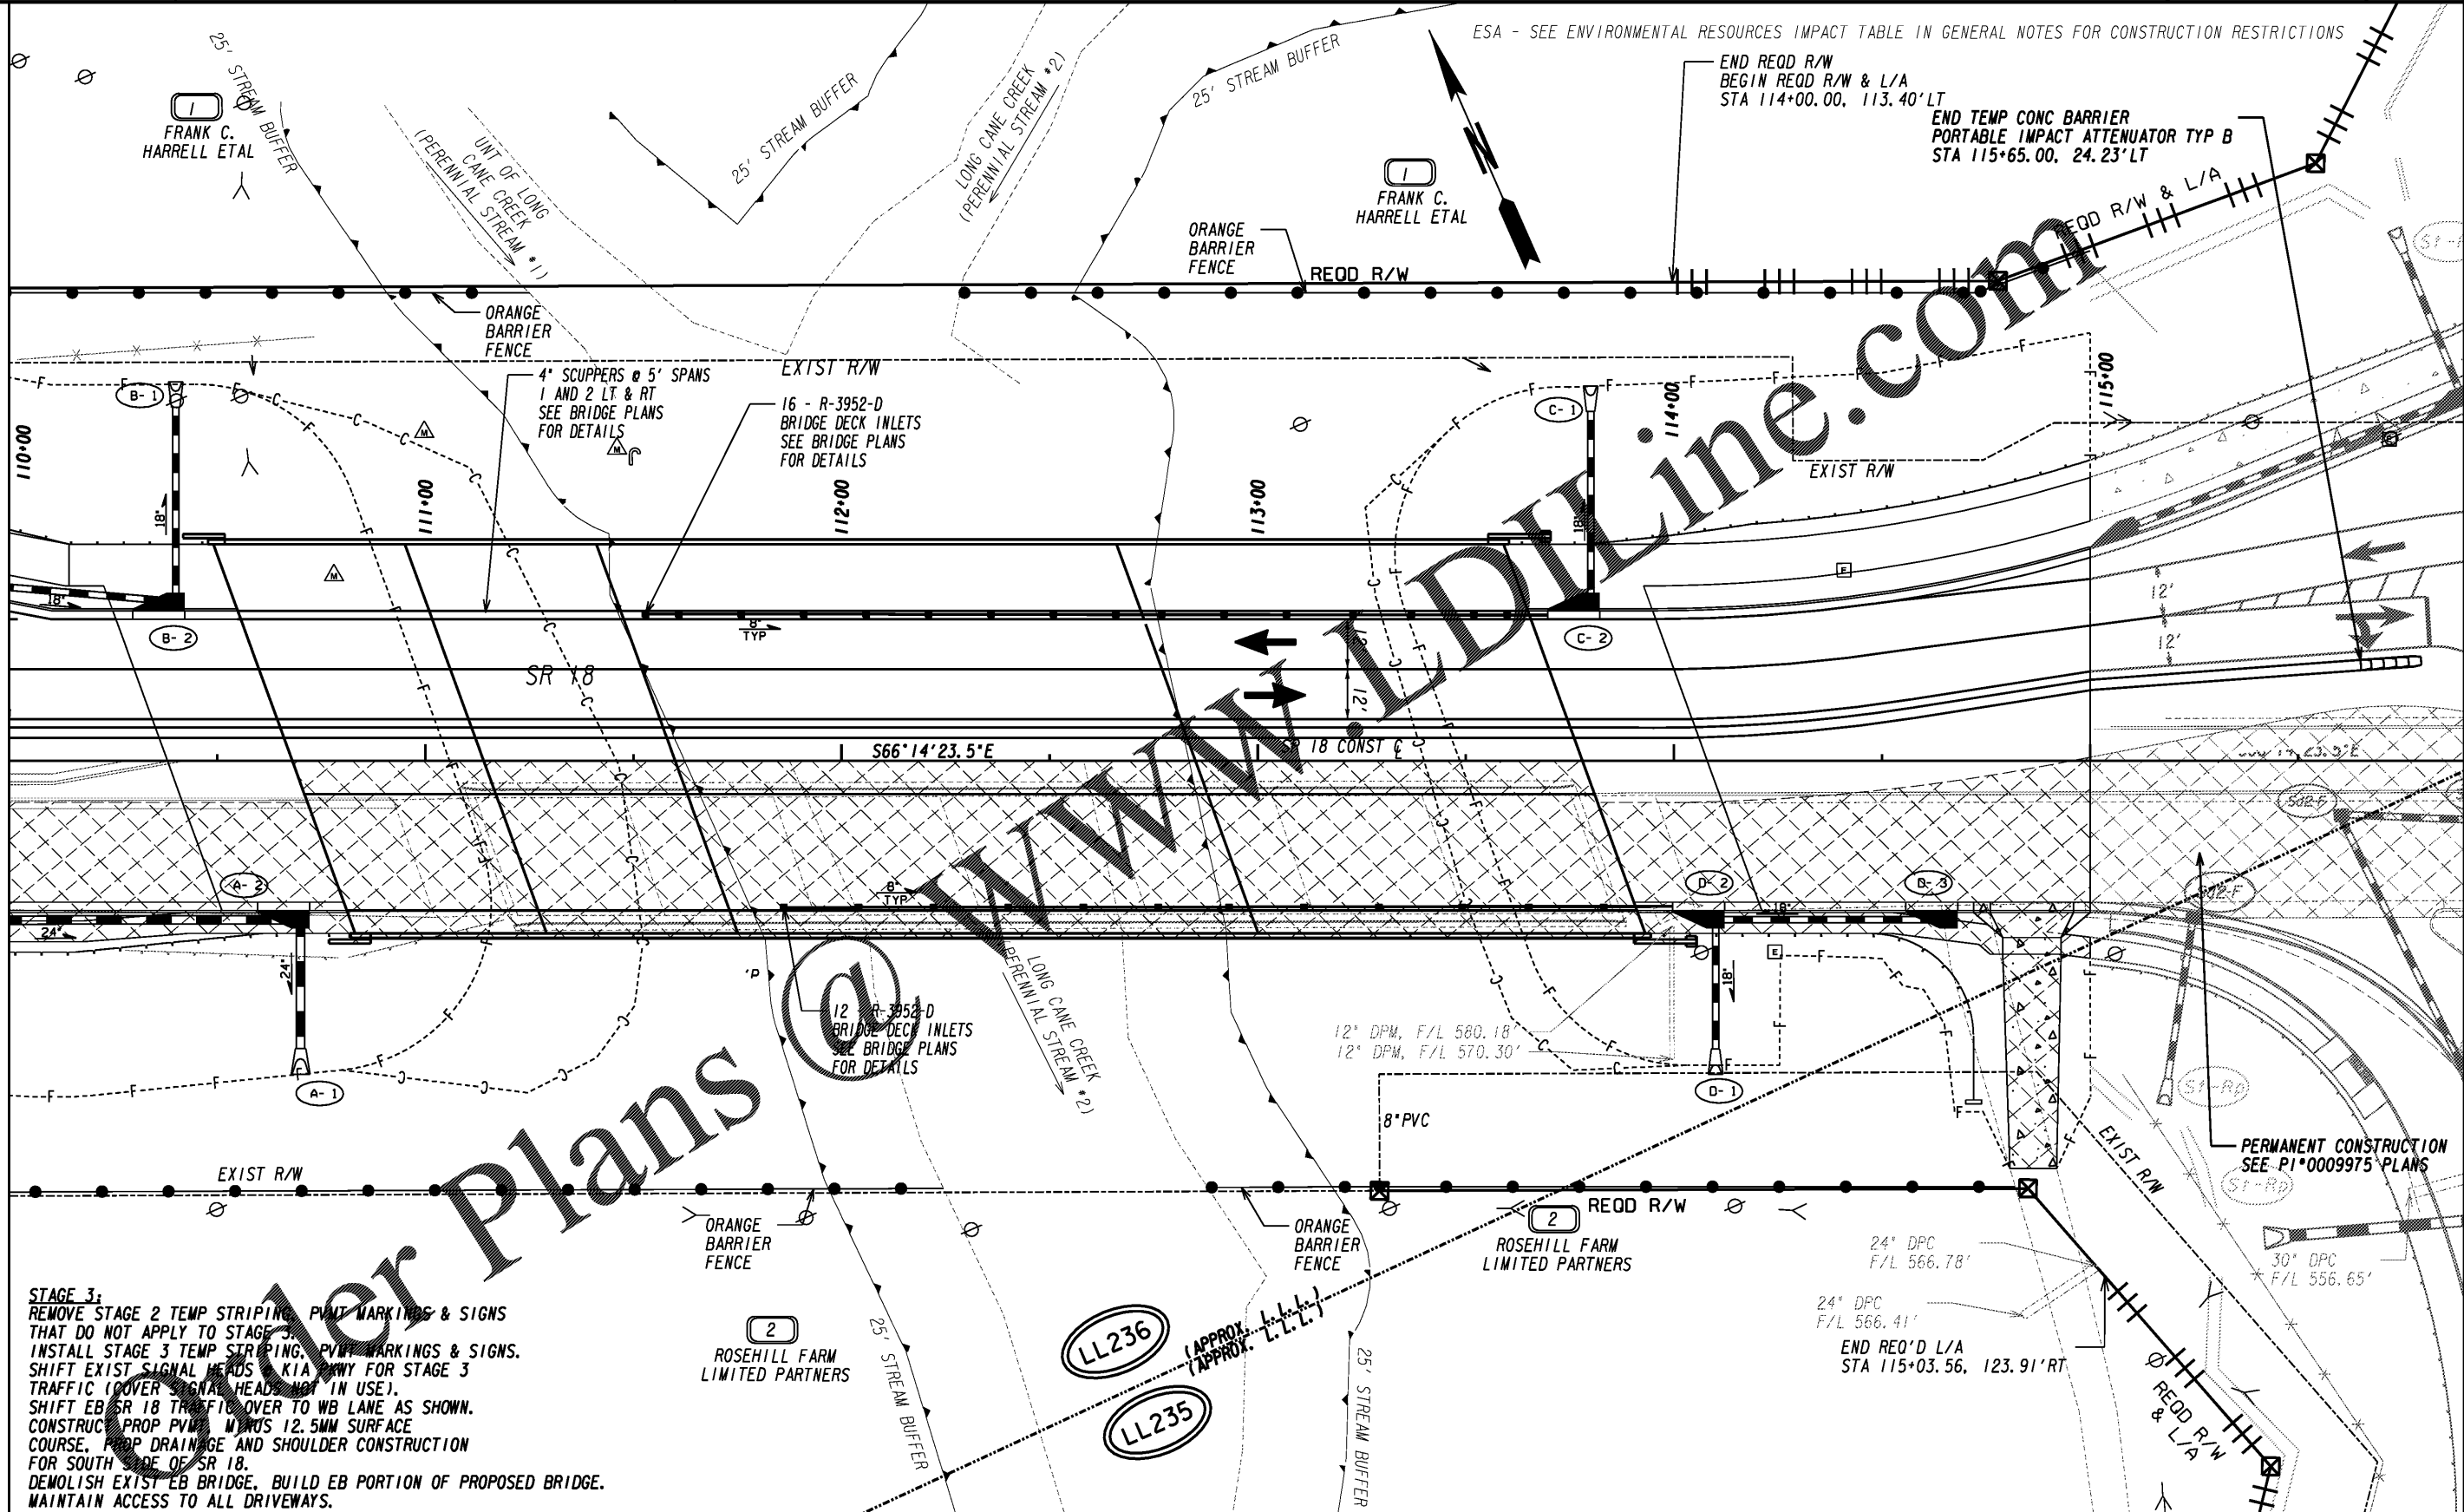 ESA - SEE ENVIRONMENTAL RESOURCES IMPACT TABLE IN GENERAL NOTES FOR CONSTRUCTION RESTRICTIONS
25' STREAM BUFFER
1
FRANK C.
HARRELL ETAL
UNT OF LONG
CANE CREEK
(PERENNIAL STREAM #1)
25' STREAM BUFFER
LONG CANE CREEK
(PERENNIAL STREAM #2)
25' STREAM BUFFER
N
1
FRANK C.
HARRELL ETAL
END REQD R/W
BEGIN REQD R/W & L/A
STA 114+00.00, 113.40'LT
END TEMP CONC BARRIER
PORTABLE IMPACT ATTENUATOR TYP B
STA 115+65.00, 24.23'LT
REQD R/W & L/A
ORANGE
BARRIER
FENCE
REQD R/W
ORANGE
BARRIER
FENCE
EXIST R/W
4" SCUPPERS @ 5' SPANS
1 AND 2 LT & RT
SEE BRIDGE PLANS
FOR DETAILS
16 - R-3952-D
BRIDGE DECK INLETS
SEE BRIDGE PLANS
FOR DETAILS
B-1
C-1
EXIST R/W
110+00
111+00
112+00
113+00
114+00
115+00
18"
18"
18"
B-2
C-2
8"
TYP
12'
12'
12'
12'
SR 18
S66°14'23.5"E
SR 18 CONST ℄
Sd2-F
Sd2-F
A-2
8"
TYP
D-2
18"
D-3
24"
24"
18"
A-1
D-1
12 - R-3952-D
BRIDGE DECK INLETS
SEE BRIDGE PLANS
FOR DETAILS
LONG CANE CREEK
(PERENNIAL STREAM #2)
12" DPM, F/L 580.18'
12" DPM, F/L 570.30'
8"PVC
St-Rp
EXIST R/W
PERMANENT CONSTRUCTION
SEE PI#0009975 PLANS
St-Rp
EXIST R/W
ORANGE
BARRIER
FENCE
ORANGE
BARRIER
FENCE
REQD R/W
2
ROSEHILL FARM
LIMITED PARTNERS
24" DPC
F/L 566.78'
30" DPC
F/L 556.65'
24" DPC
F/L 566.41'
END REQ'D L/A
STA 115+03.56, 123.91'RT
REQD R/W
& L/A
2
ROSEHILL FARM
LIMITED PARTNERS
25' STREAM BUFFER
LL236
(APPROX. L.L.L.)
(APPROX. L.L.L.)
LL235
25' STREAM BUFFER
STAGE 3:
REMOVE STAGE 2 TEMP STRIPING, PVMT MARKINGS & SIGNS
THAT DO NOT APPLY TO STAGE 3.
INSTALL STAGE 3 TEMP STRIPING, PVMT MARKINGS & SIGNS.
SHIFT EXIST SIGNAL HEADS @ KIA PKWY FOR STAGE 3
TRAFFIC (COVER SIGNAL HEADS NOT IN USE).
SHIFT EB SR 18 TRAFFIC OVER TO WB LANE AS SHOWN.
CONSTRUCT PROP PVMT MINUS 12.5MM SURFACE
COURSE, PROP DRAINAGE AND SHOULDER CONSTRUCTION
FOR SOUTH SIDE OF SR 18.
DEMOLISH EXIST EB BRIDGE, BUILD EB PORTION OF PROPOSED BRIDGE.
MAINTAIN ACCESS TO ALL DRIVEWAYS.
Order Plans @ www.LDILine.com